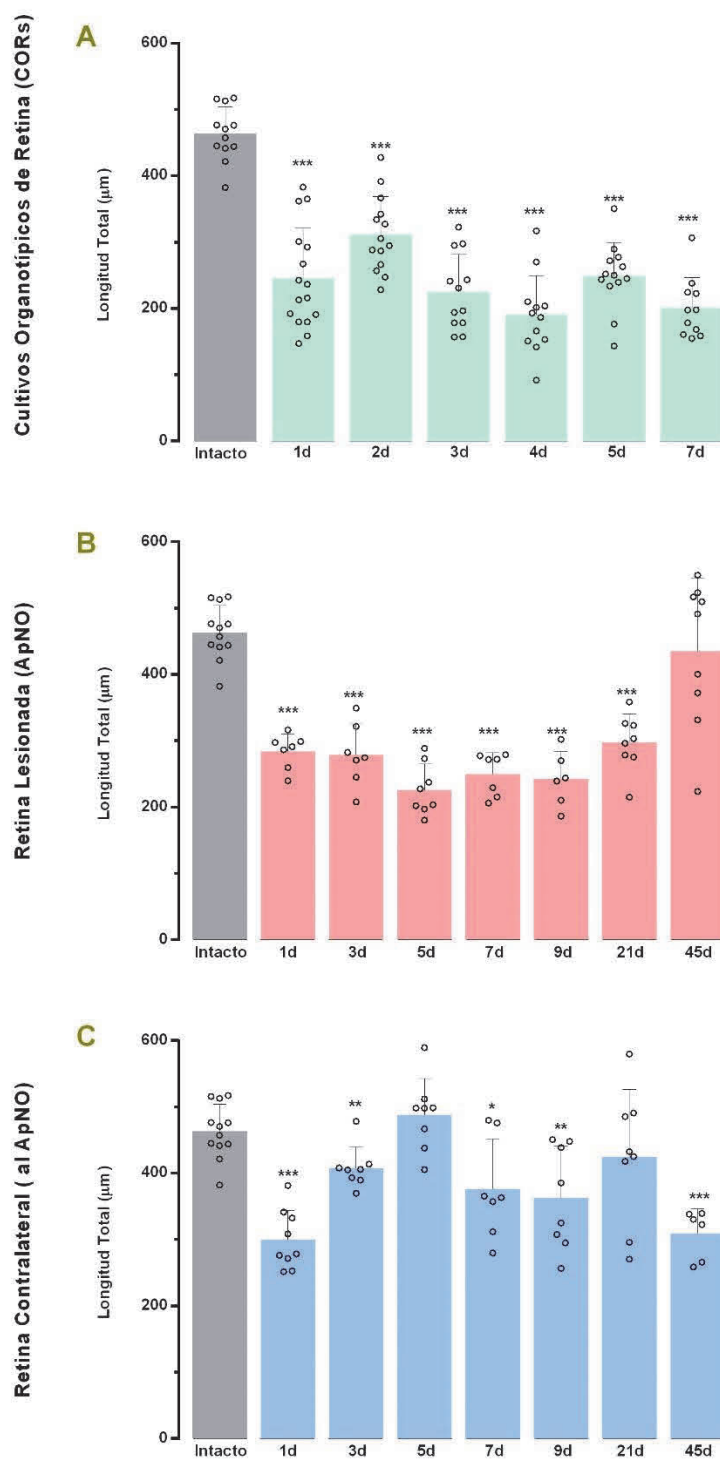 A
Cultivos Organotípicos de Retina (CORs)
Longitud Total (µm)
600
400
200
0
***
***
***
***
***
***
Intacto 1d 2d 3d 4d 5d 7d
B
Retina Lesionada (ApNO)
Longitud Total (µm)
600
400
200
0
***
***
***
***
***
***
Intacto 1d 3d 5d 7d 9d 21d 45d
C
Retina Contralateral ( al ApNO)
Longitud Total (µm)
600
400
200
0
***
**
*
**
***
Intacto 1d 3d 5d 7d 9d 21d 45d